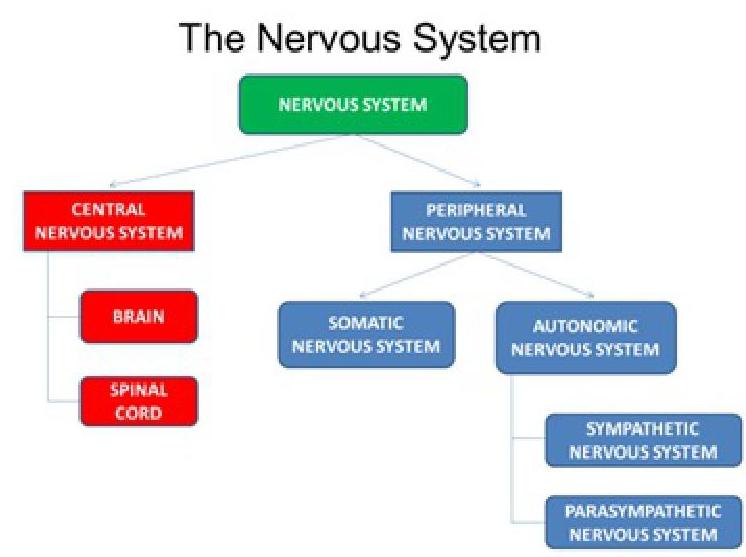 The Nervous System
NERVOUS SYSTEM
CENTRAL
NERVOUS SYSTEM
PERIPHERAL
NERVOUS SYSTEM
BRAIN
SPINAL
CORD
SOMATIC
NERVOUS SYSTEM
AUTONOMIC
NERVOUS SYSTEM
SYMPATHETIC
NERVOUS SYSTEM
PARASYMPATHETIC
NERVOUS SYSTEM